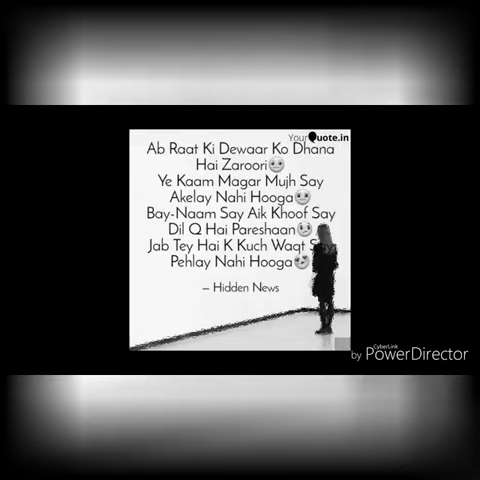 YourQuote.in
Ab Raat Ki Dewaar Ko Dhana
Hai Zaroori😐
Ye Kaam Magar Mujh Say
Akelay Nahi Hooga😐
Bay-Naam Say Aik Khoof Say
Dil Q Hai Pareshaan😔
Jab Tey Hai K Kuch Waqt Say
Pehlay Nahi Hooga💕
— Hidden News
CyberLink
by PowerDirector